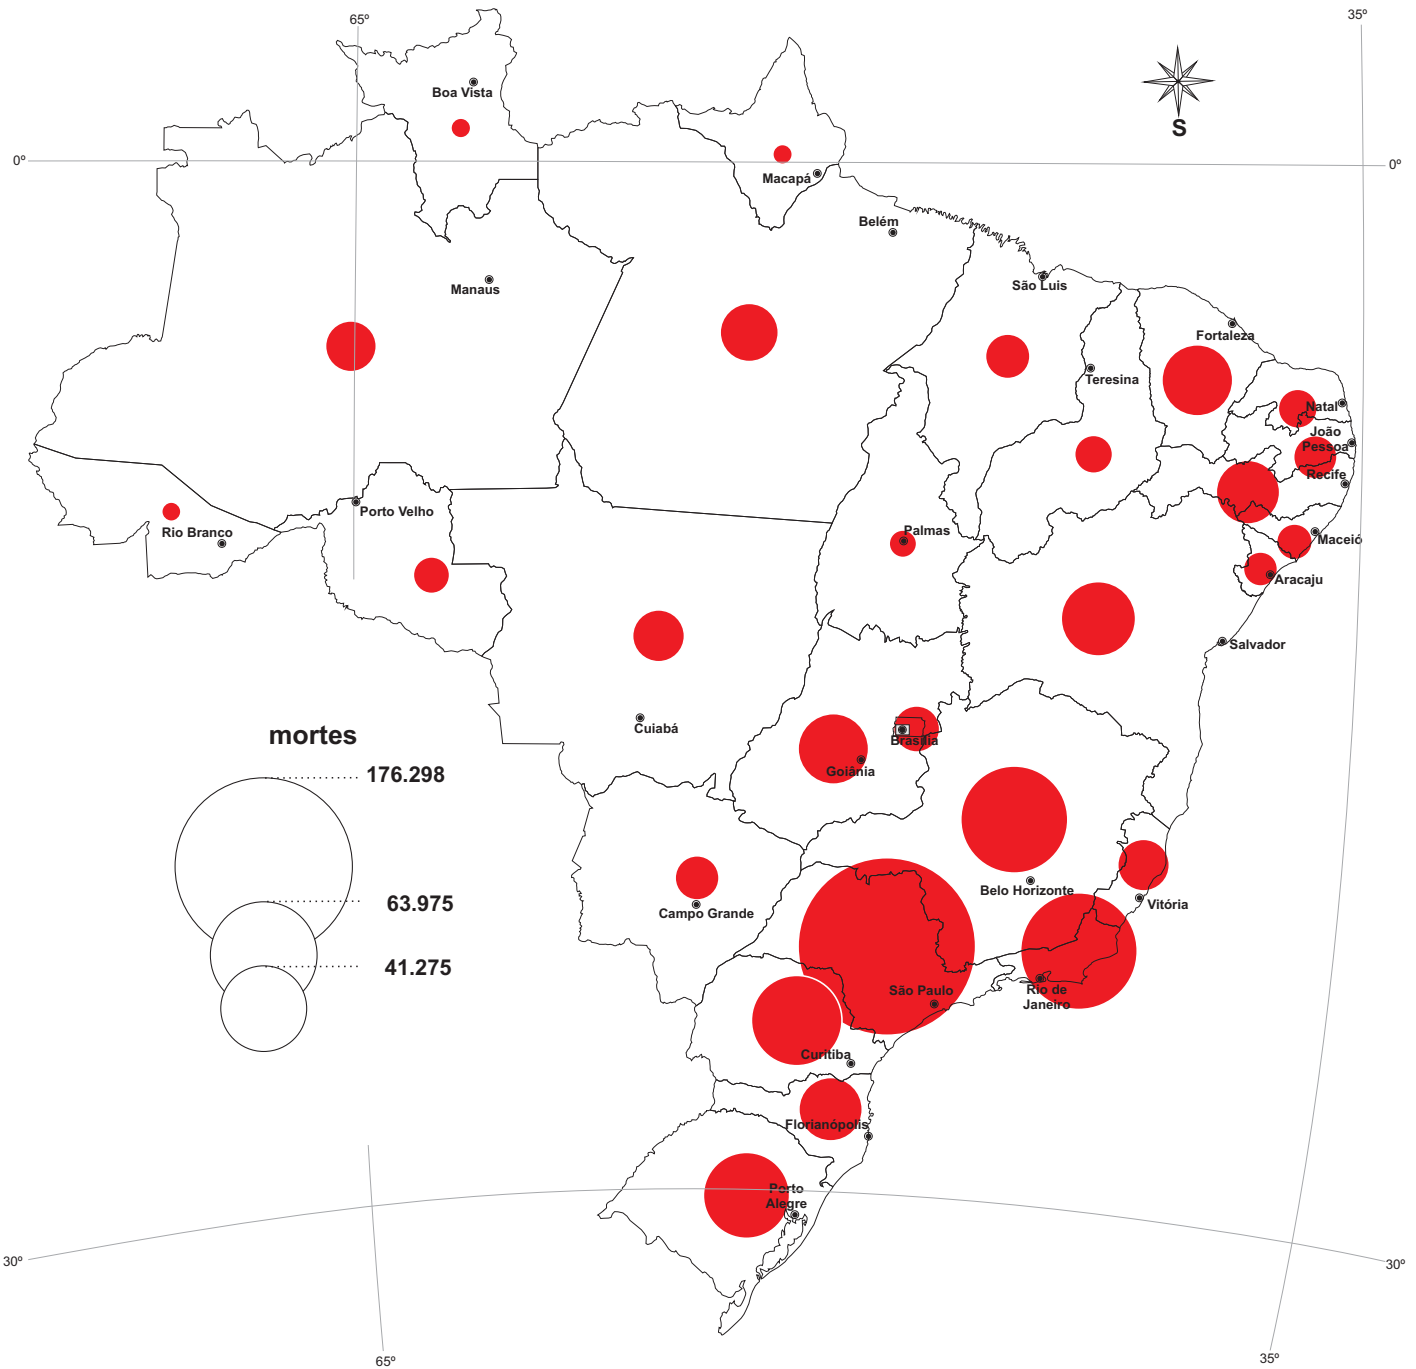 65º
35º
Boa Vista
S
0º
0º
Macapá
Belém
Manaus
São Luis
Fortaleza
Teresina
Natal
João
Pessoa
Recife
Porto Velho
Rio Branco
Palmas
Maceió
Aracaju
Salvador
Cuiabá
mortes
Brasília
Goiânia
176.298
Belo Horizonte
63.975
Vitória
Campo Grande
41.275
São Paulo
Rio de
Janeiro
Curitiba
Florianópolis
Porto
Alegre
30º
30º
65º
35º